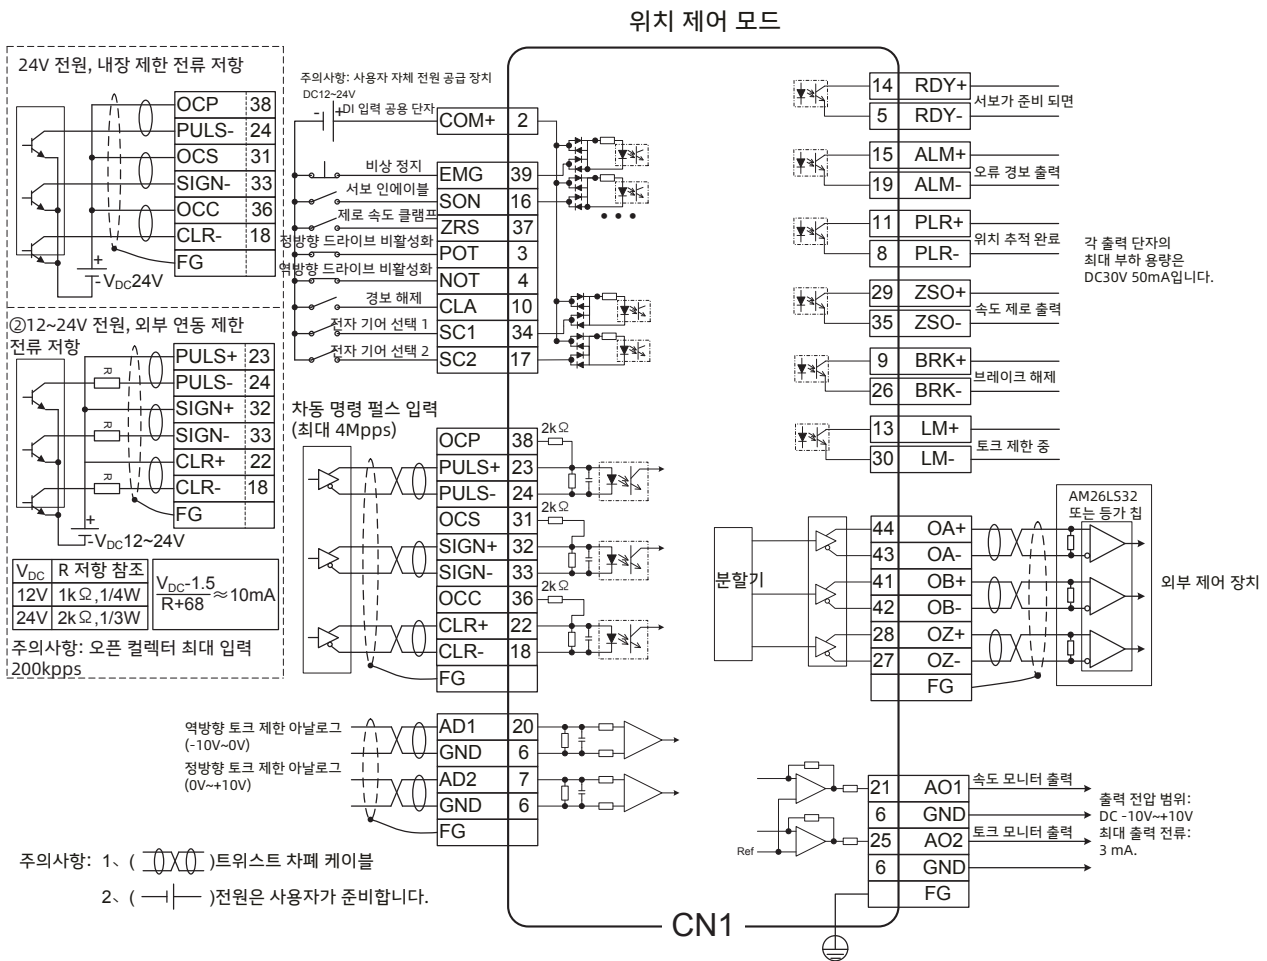 위치 제어 모드
24V 전원, 내장 제한 전류 저항
OCP 38
PULS- 24
OCS 31
SIGN- 33
OCC 36
CLR- 18
FG
+
- VDC24V
②12~24V 전원, 외부 연동 제한
전류 저항
PULS+ 23
R
PULS- 24
SIGN+ 32
R
SIGN- 33
CLR+ 22
R
CLR- 18
FG
+
-VDC12~24V
VDC R 저항 참조
12V 1kΩ,1/4W
24V 2kΩ,1/3W
VDC-1.5
R+68
≈10mA
주의사항: 오픈 컬렉터 최대 입력
200kpps
주의사항: 사용자 자체 전원 공급 장치
DC12~24V
- + DI 입력 공용 단자
COM+ 2
비상 정지 EMG 39
서보 인에이블 SON 16
제로 속도 클램프 ZRS 37
정방향 드라이브 비활성화 POT 3
역방향 드라이브 비활성화 NOT 4
경보 해제 CLA 10
전자 기어 선택 1 SC1 34
전자 기어 선택 2 SC2 17
차동 명령 펄스 입력
(최대 4Mpps)
OCP 38 2kΩ
PULS+ 23
PULS- 24
OCS 31 2kΩ
SIGN+ 32
SIGN- 33
OCC 36 2kΩ
CLR+ 22
CLR- 18
FG
역방향 토크 제한 아날로그
(-10V~0V)
AD1 20
GND 6
정방향 토크 제한 아날로그
(0V~+10V)
AD2 7
GND 6
FG
14 RDY+
서보가 준비 되면
5 RDY-
15 ALM+
오류 경보 출력
19 ALM-
11 PLR+
위치 추적 완료
8 PLR-
29 ZSO+
속도 제로 출력
35 ZSO-
9 BRK+
브레이크 해제
26 BRK-
13 LM+
토크 제한 중
30 LM-
각 출력 단자의
최대 부하 용량은
DC30V 50mA입니다.
AM26LS32
또는 등가 칩
분할기
44 OA+
43 OA-
41 OB+
42 OB-
28 OZ+
27 OZ-
FG
외부 제어 장치
21 AO1 속도 모니터 출력
6 GND
25 AO2 토크 모니터 출력
6 GND
FG
Ref
출력 전압 범위:
DC -10V~+10V
최대 출력 전류:
3 mA.
주의사항: 1、( )트위스트 차폐 케이블
2、( )전원은 사용자가 준비합니다.
CN1